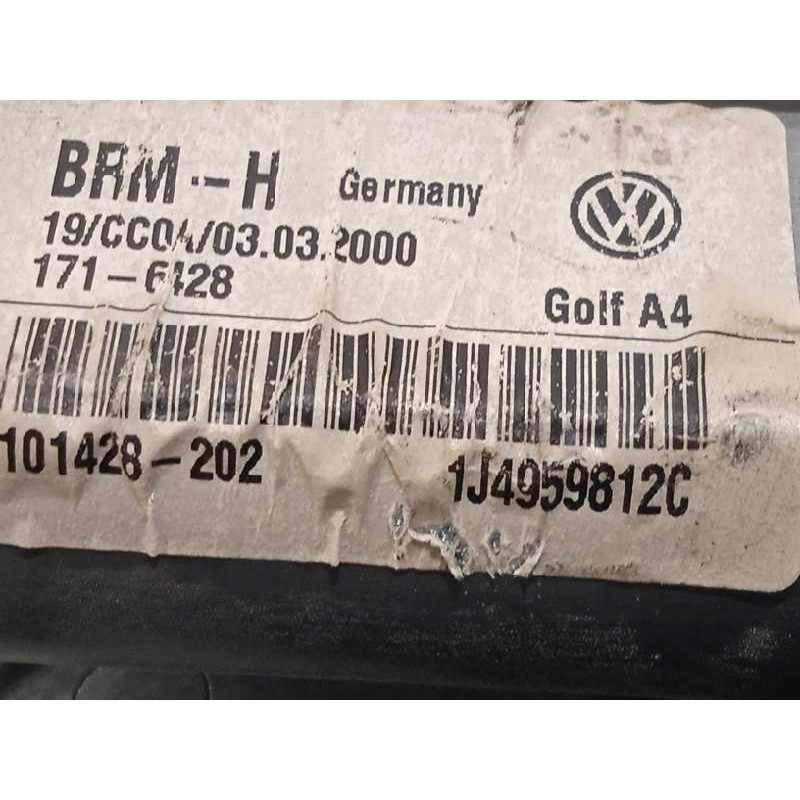 BRM--H Germany
19/CC04/03.03.2000
171-6428
Golf A4
101428-202 1J4959812C